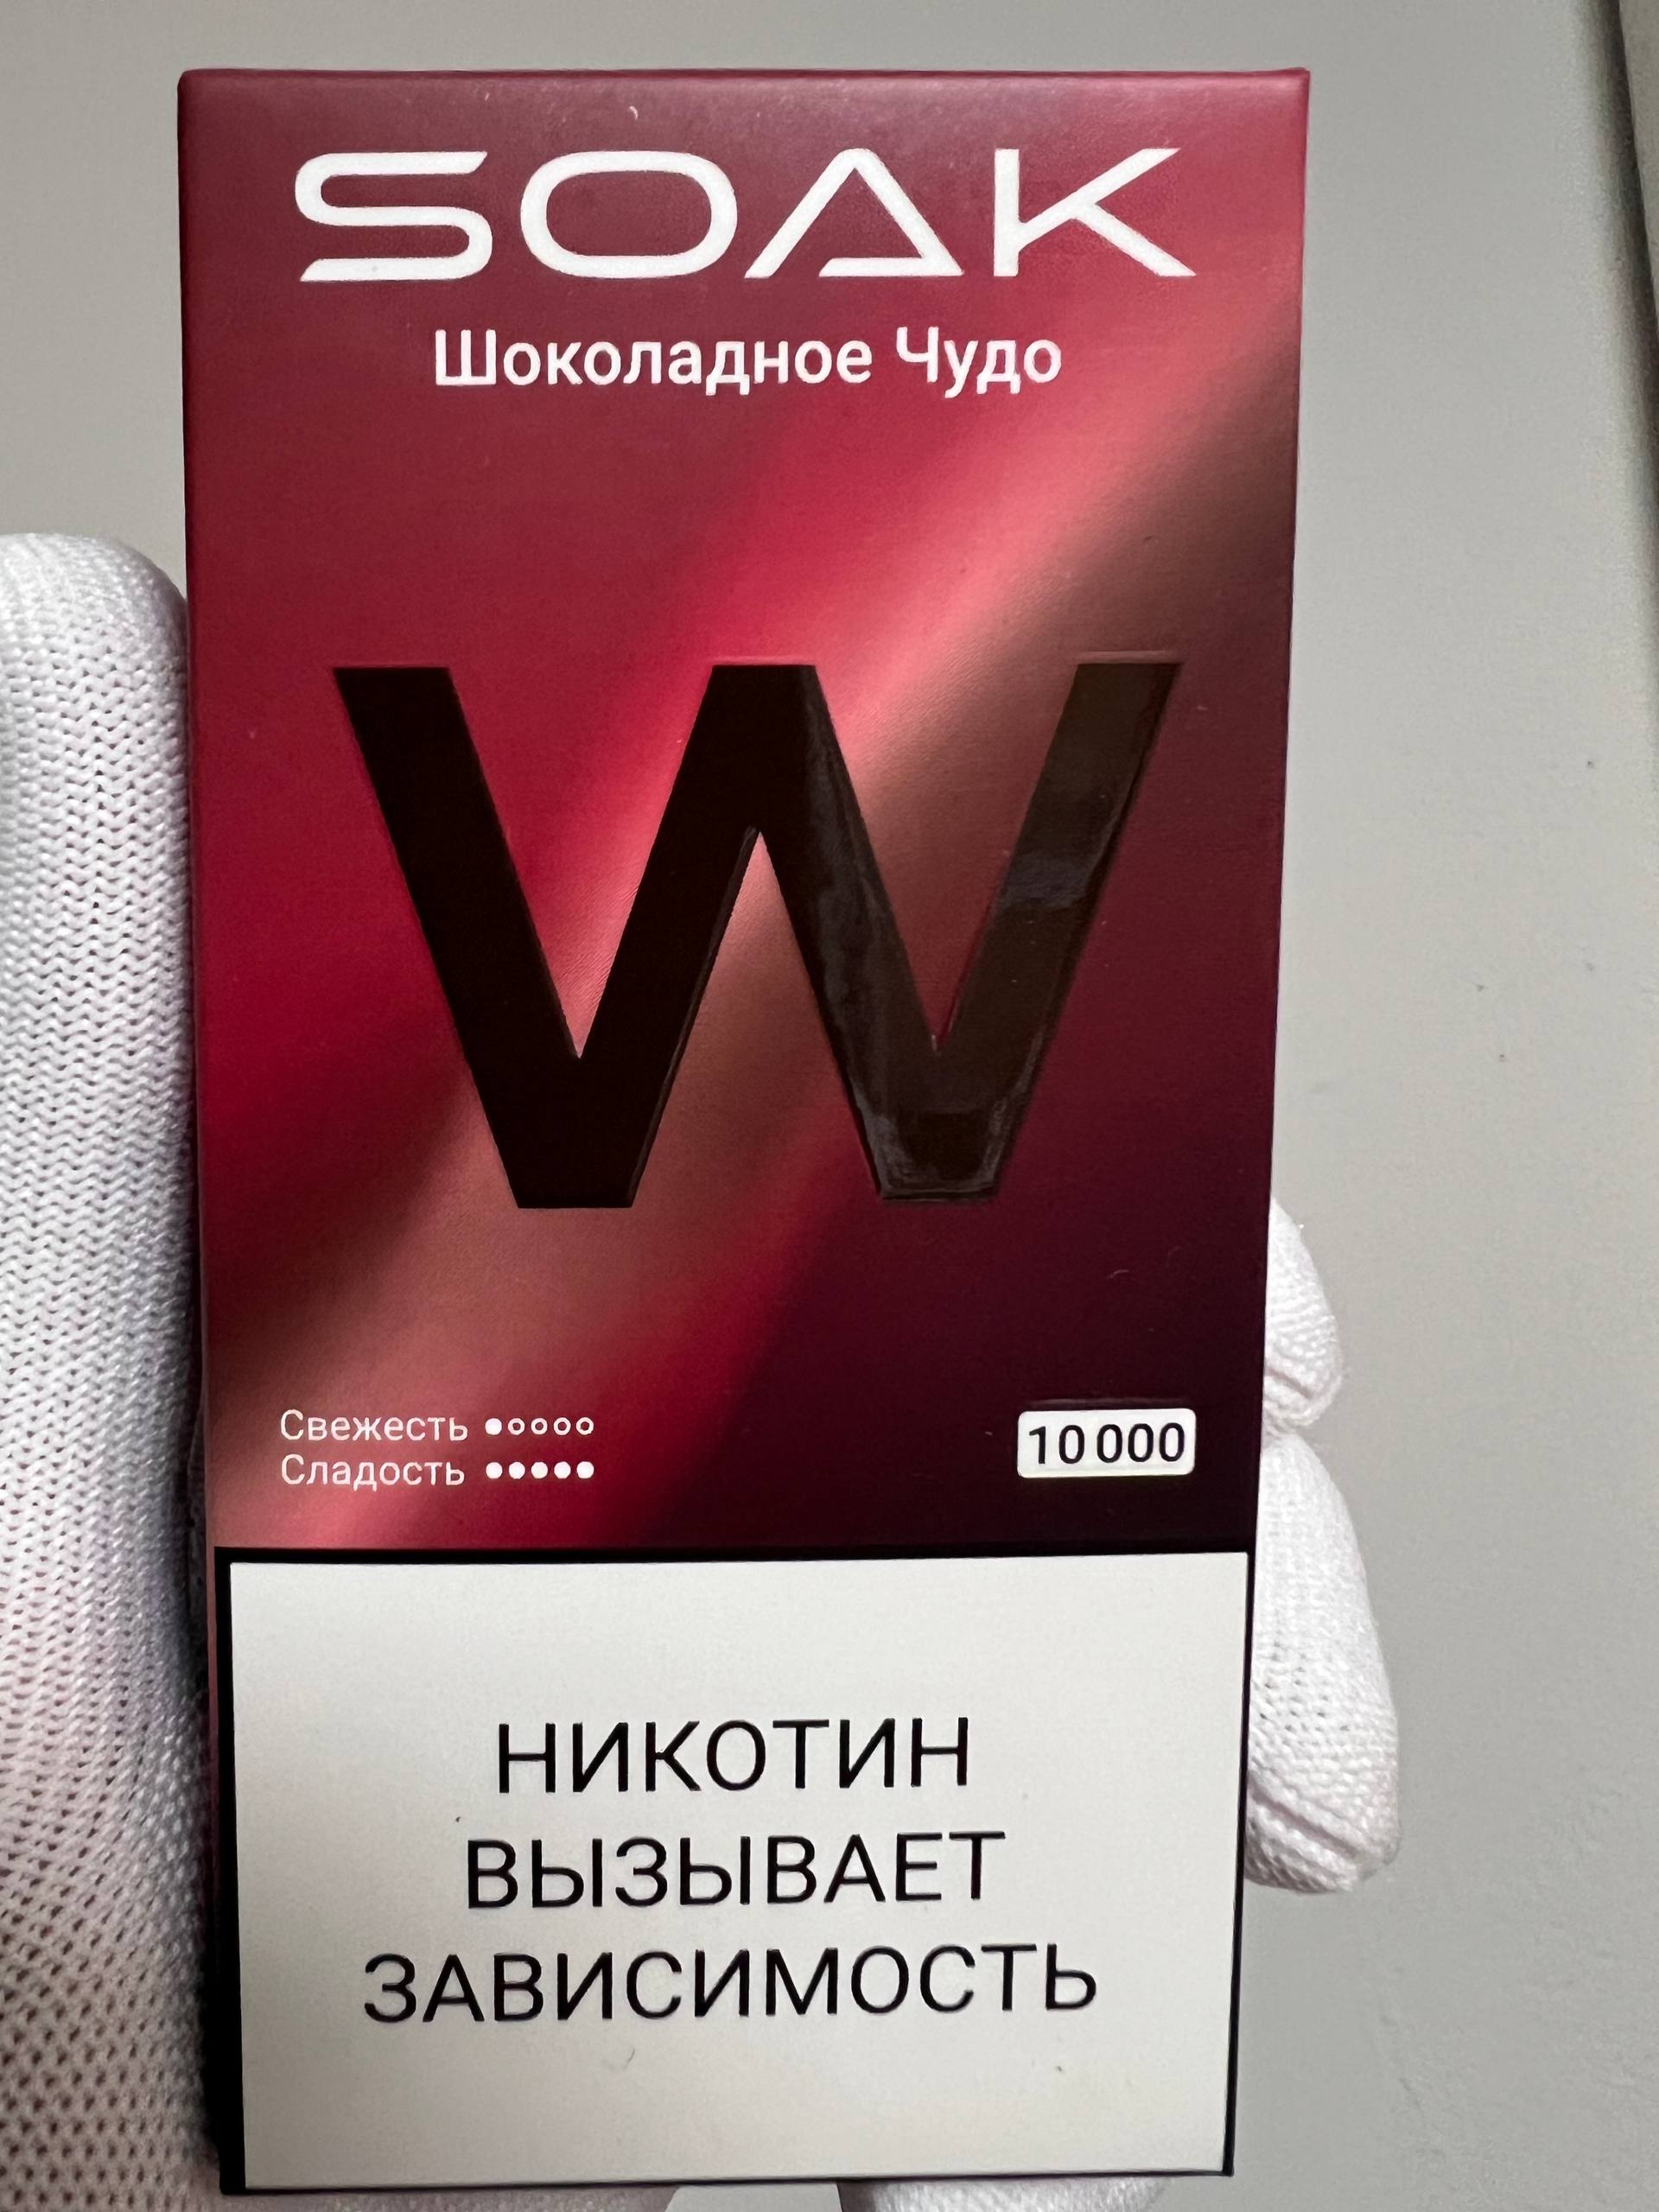 SOAK
Шоколадное Чудо
W
Свежесть
Сладость
10 000
НИКОТИН
ВЫЗЫВАЕТ
ЗАВИСИМОСТЬ